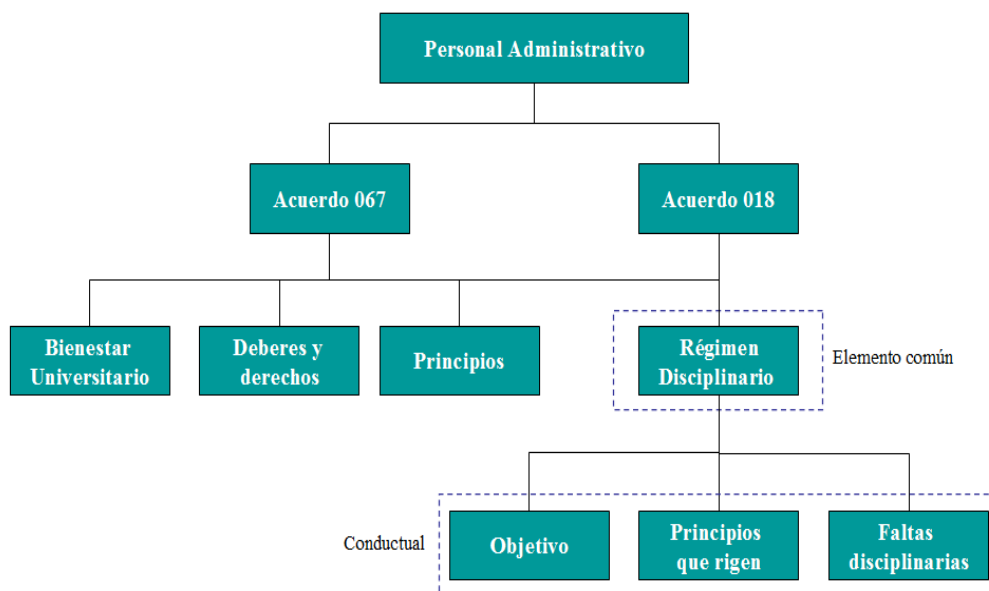 Personal Administrativo
Acuerdo 067
Acuerdo 018
Bienestar
Universitario
Deberes y
derechos
Principios
Régimen
Disciplinario
Elemento común
Conductual
Objetivo
Principios
que rigen
Faltas
disciplinarias